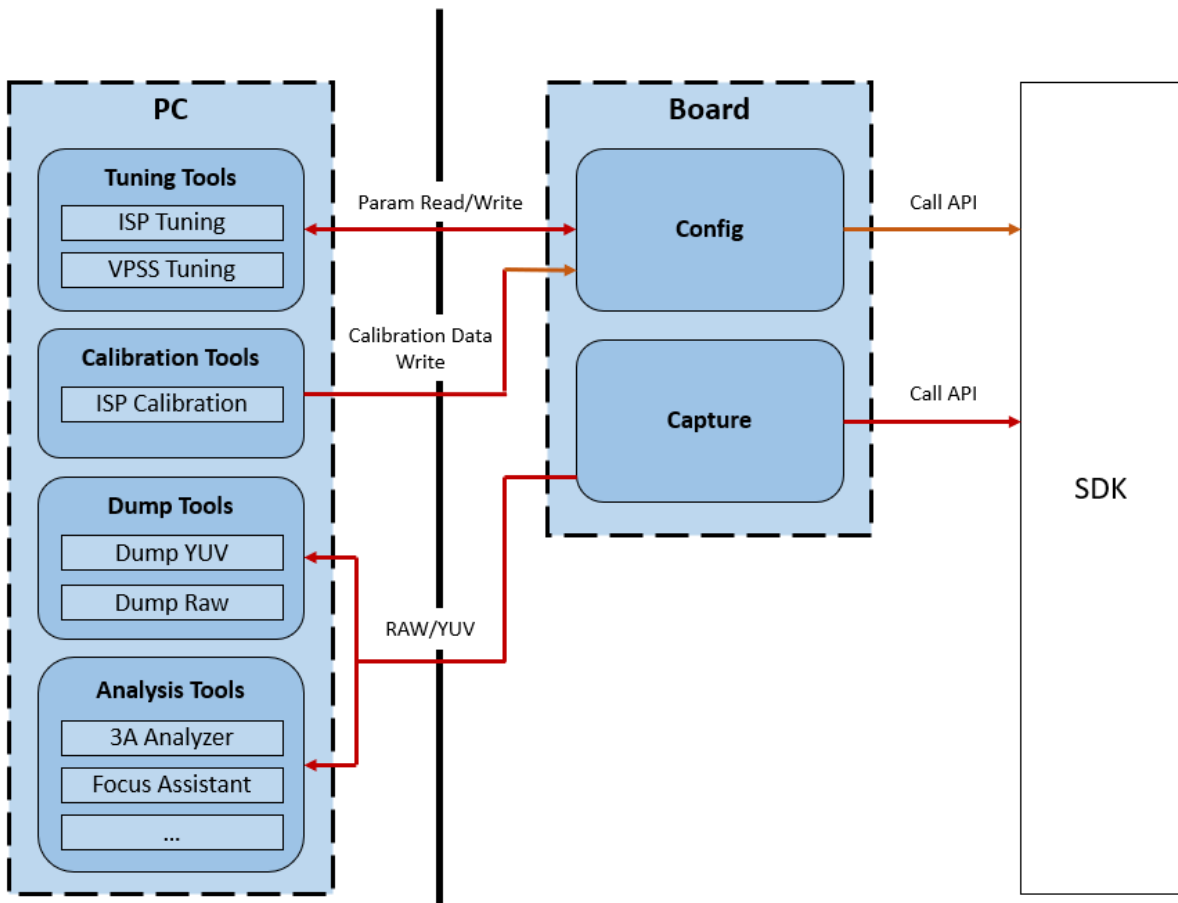 PC
Tuning Tools
ISP Tuning
VPSS Tuning
Calibration Tools
ISP Calibration
Dump Tools
Dump YUV
Dump Raw
Analysis Tools
3A Analyzer
Focus Assistant
...
Param Read/Write
Calibration Data
Write
RAW/YUV
Board
Config
Capture
Call API
Call API
SDK